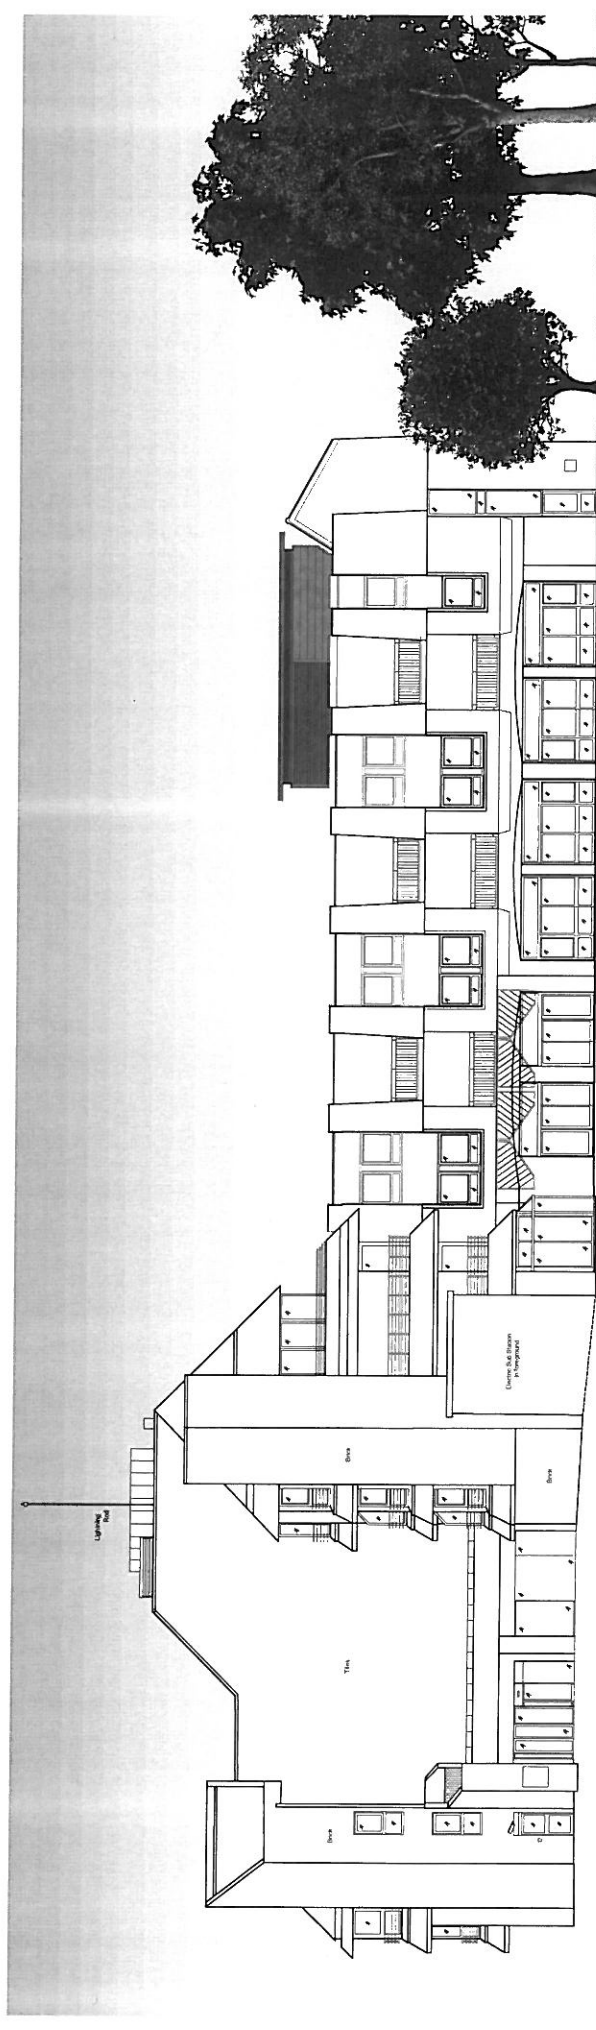 Lightning
Rod
Tiles
Brick
Brick
Brick
Electric Sub Station
in foreground